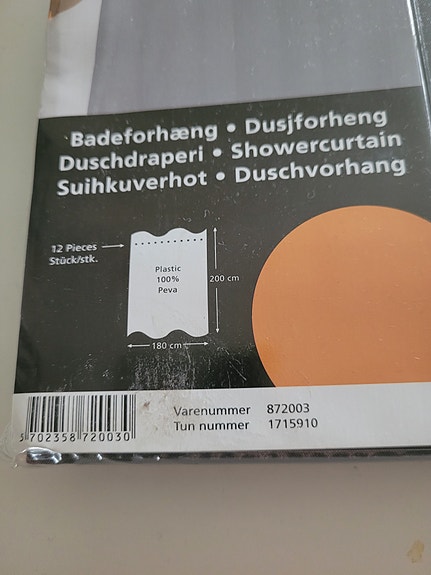 Badeforhæng • Dusjforheng
Duschdraperi • Showercurtain
Suihkuverhot • Duschvorhang
12 Pieces
Stück/stk.
Plastic
100%
Peva
200 cm
180 cm
Varenummer 872003
Tun nummer 1715910
3 702358 720030